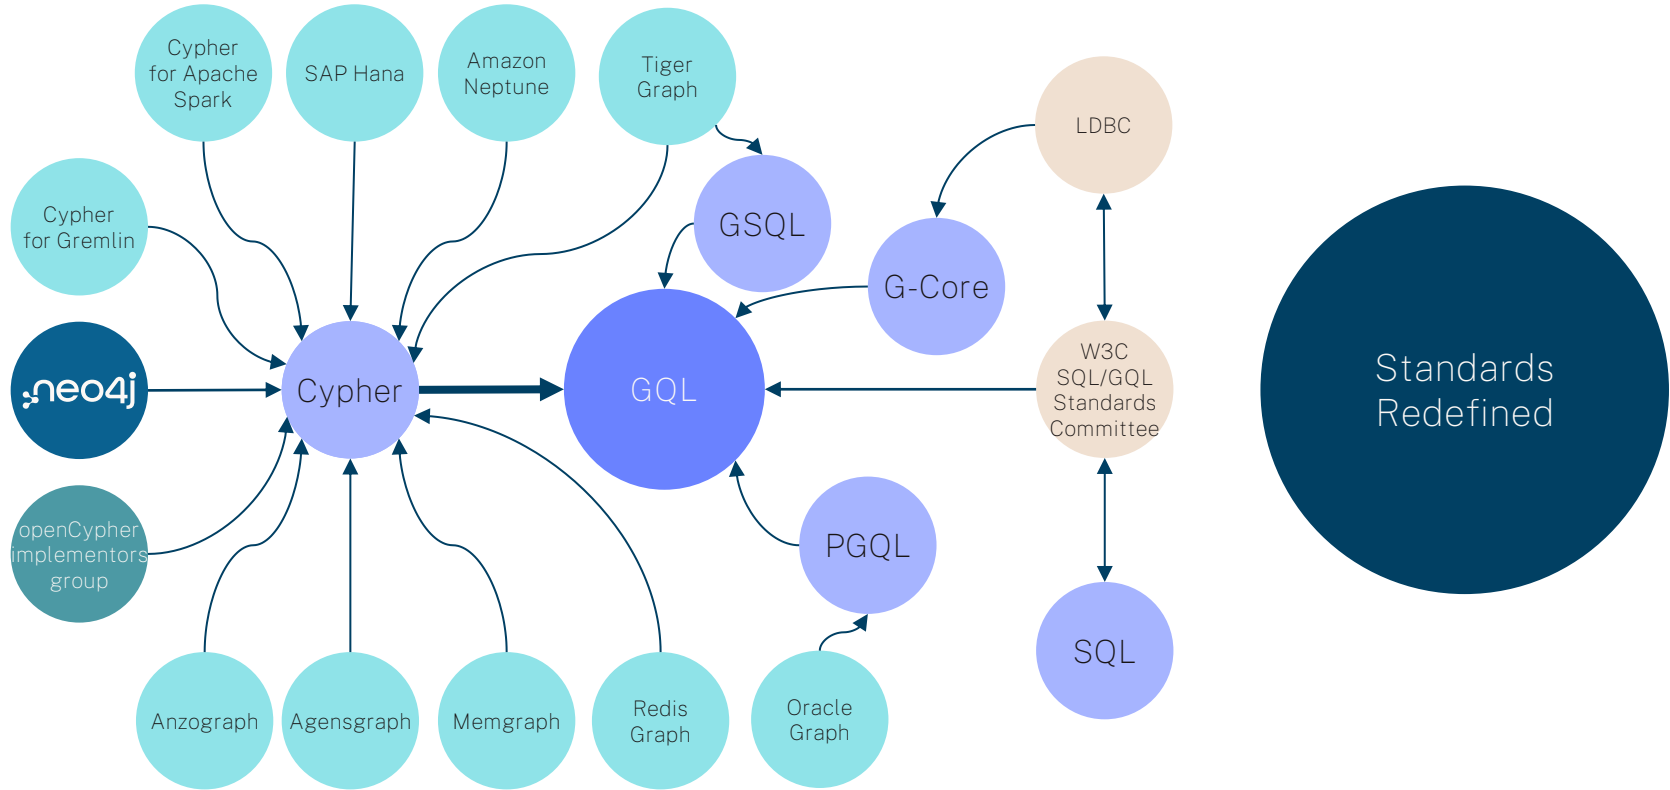 Cypher
for Apache
Spark
SAP Hana
Amazon
Neptune
Tiger
Graph
LDBC
Cypher
for Gremlin
GSQL
G-Core
neo4j
Cypher
GQL
W3C
SQL/GQL
Standards
Committee
Standards
Redefined
openCypher
implementors
group
PGQL
SQL
Anzograph
Agensgraph
Memgraph
Redis
Graph
Oracle
Graph